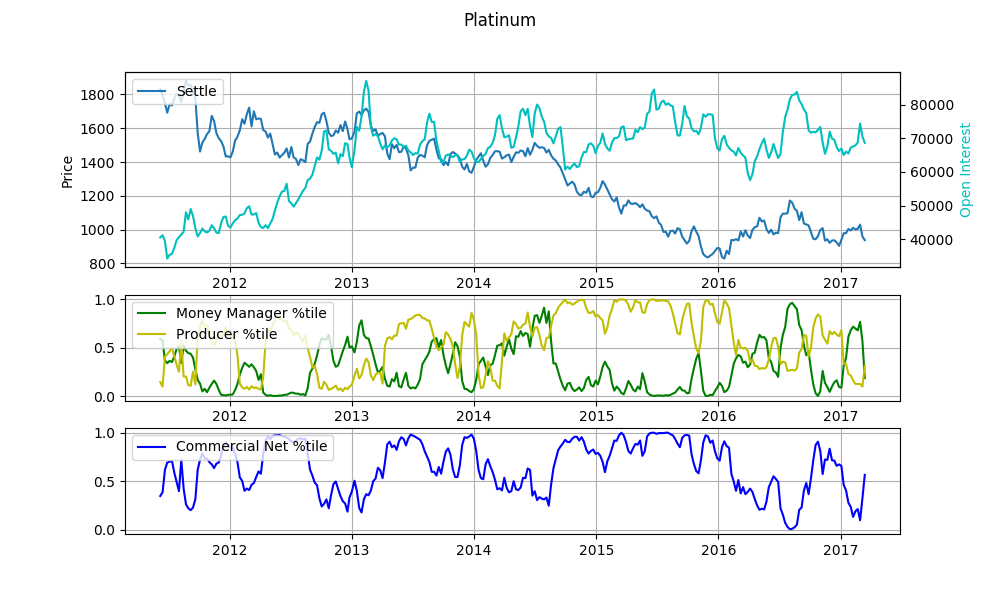 Platinum
Settle
Price
Open Interest
1800
1600
1400
1200
1000
800
80000
70000
60000
50000
40000
2012 2013 2014 2015 2016 2017
Money Manager %tile
Producer %tile
1.0
0.5
0.0
2012 2013 2014 2015 2016 2017
Commercial Net %tile
1.0
0.5
0.0
2012 2013 2014 2015 2016 2017